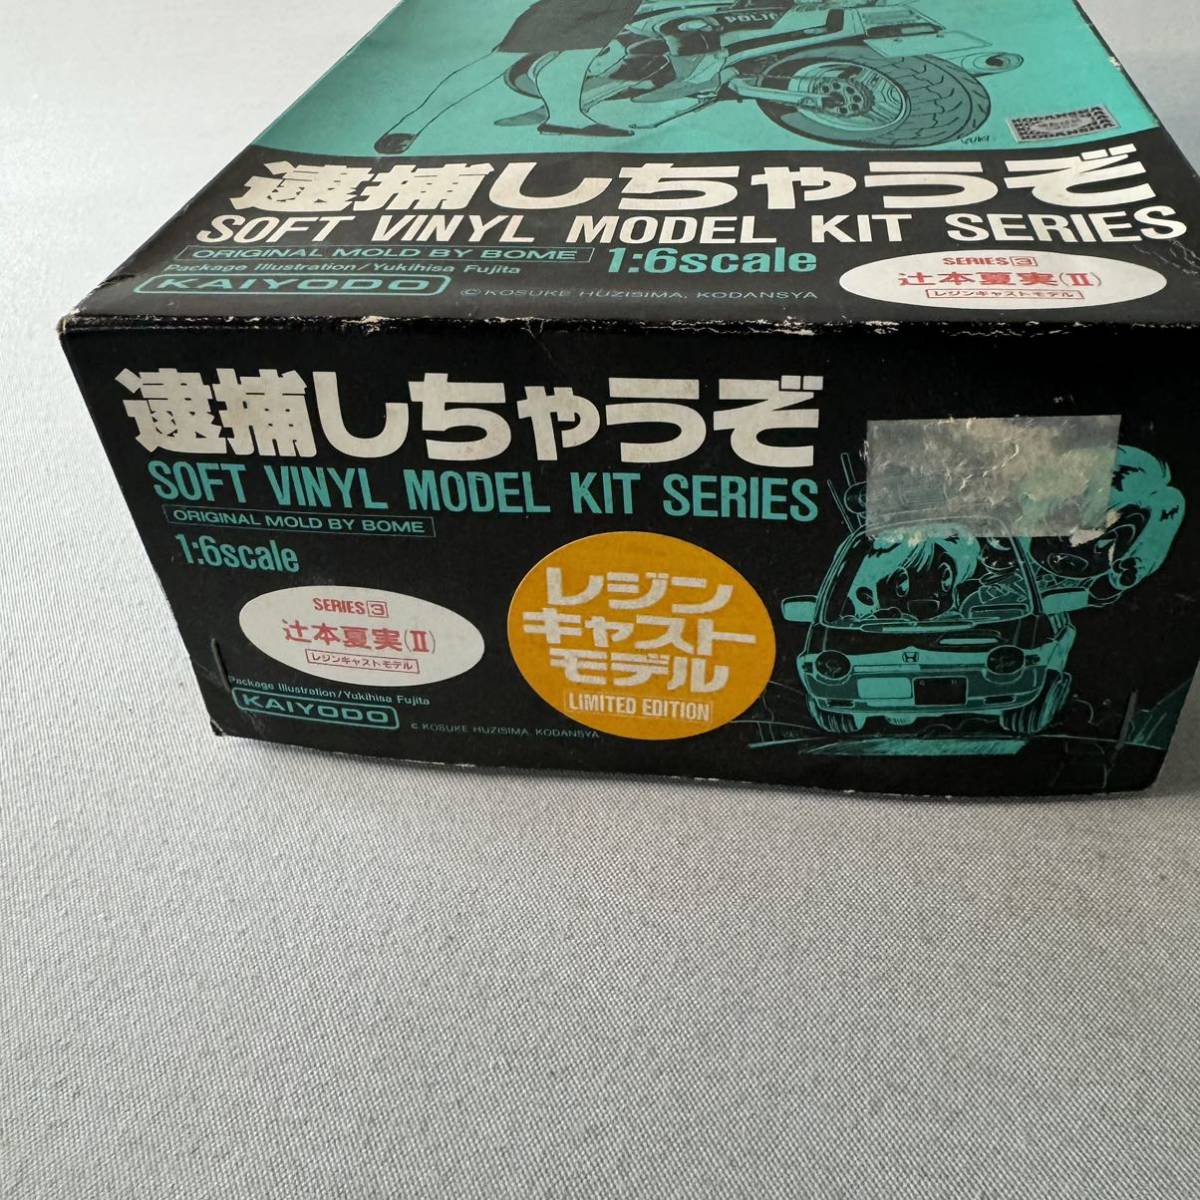 POLI
KODANSHA
KODANSHA
逮捕しちゃうぞ
SOFT VINYL MODEL KIT SERIES
ORIGINAL MOLD BY BOME
1:6scale
Package Illustration/Yukihisa Fujita
KAIYODO
© KOSUKE HUZISIMA, KODANSYA
SERIES 3
辻本夏実(II)
レジンキャストモデル
逮捕しちゃうぞ
SOFT VINYL MODEL KIT SERIES
ORIGINAL MOLD BY BOME
1:6scale
SERIES 3
辻本夏実(II)
レジンキャストモデル
Package Illustration/Yukihisa Fujita
KAIYODO
© KOSUKE HUZISIMA, KODANSYA
レジン
キャスト
モデル
LIMITED EDITION